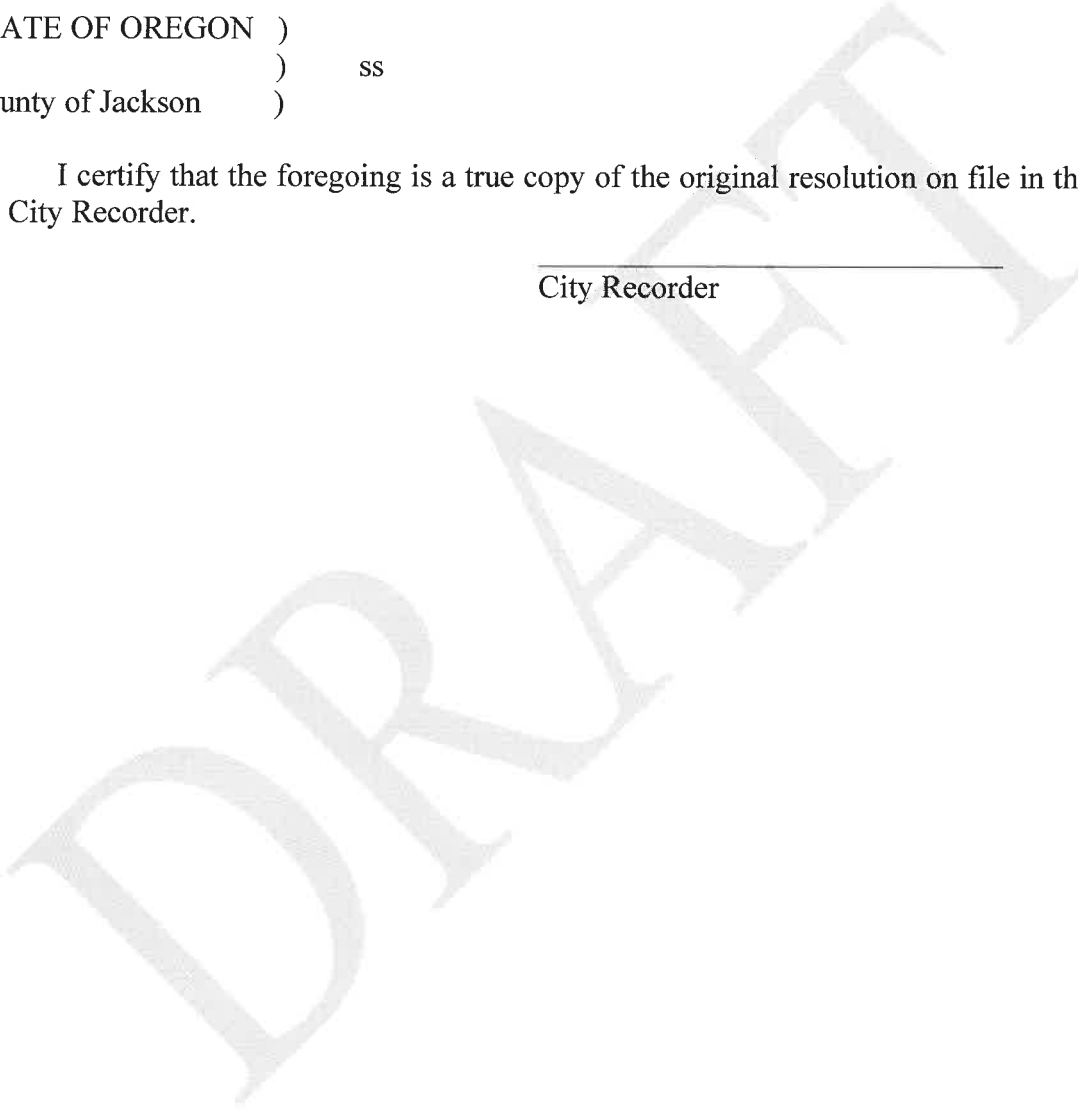 ATE OF OREGON )
) ss
unty of Jackson )
I certify that the foregoing is a true copy of the original resolution on file in th
City Recorder.
City Recorder
DRAFT